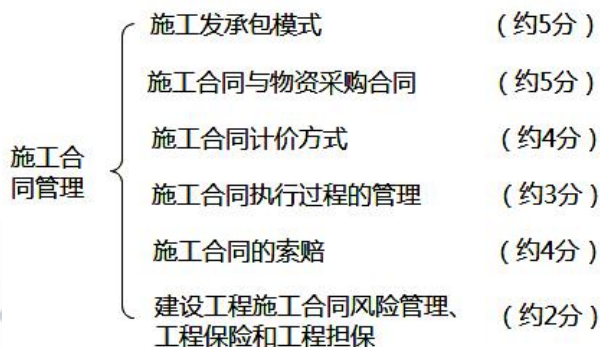 施工发承包模式 （约5分）
施工合同与物资采购合同 （约5分）
施工合同计价方式 （约4分）
施工合
同管理
施工合同执行过程的管理 （约3分）
施工合同的索赔 （约4分）
建设工程施工合同风险管理、
工程保险和工程担保 （约2分）